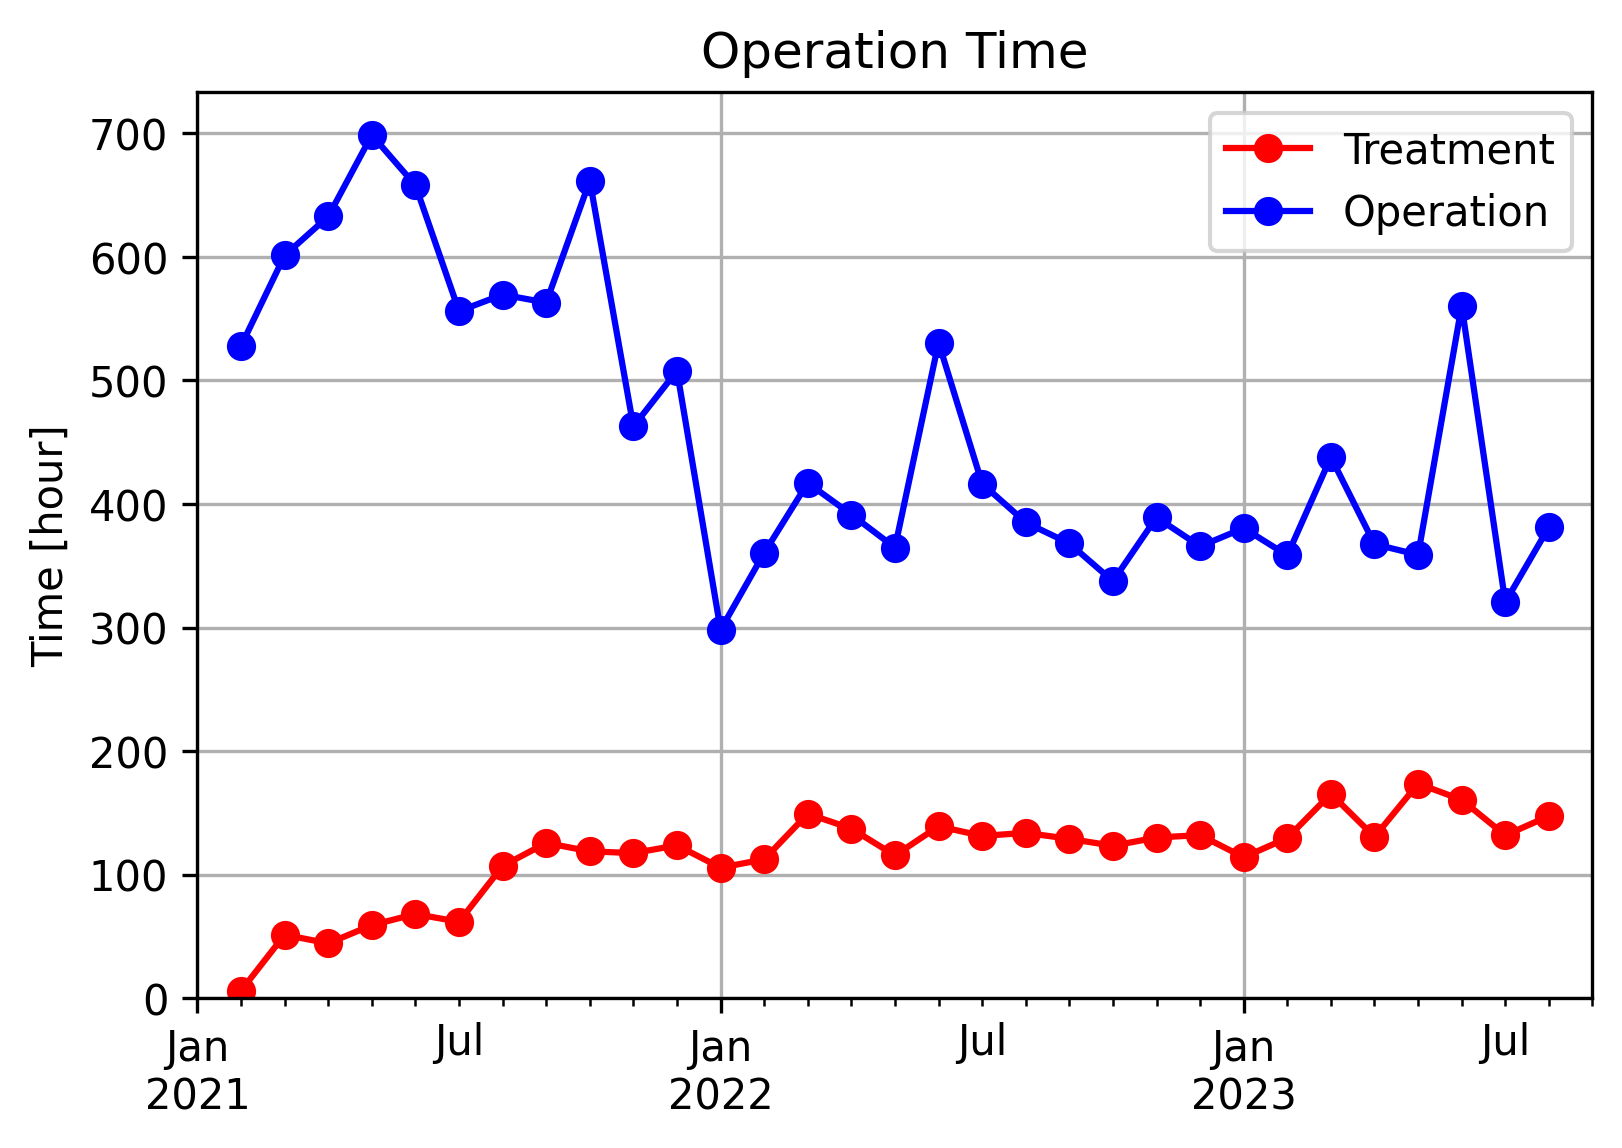 Operation Time
Treatment
Operation
Time [hour]
700
600
500
400
300
200
100
0
Jan Jul Jan Jul Jan Jul
2021 2022 2023